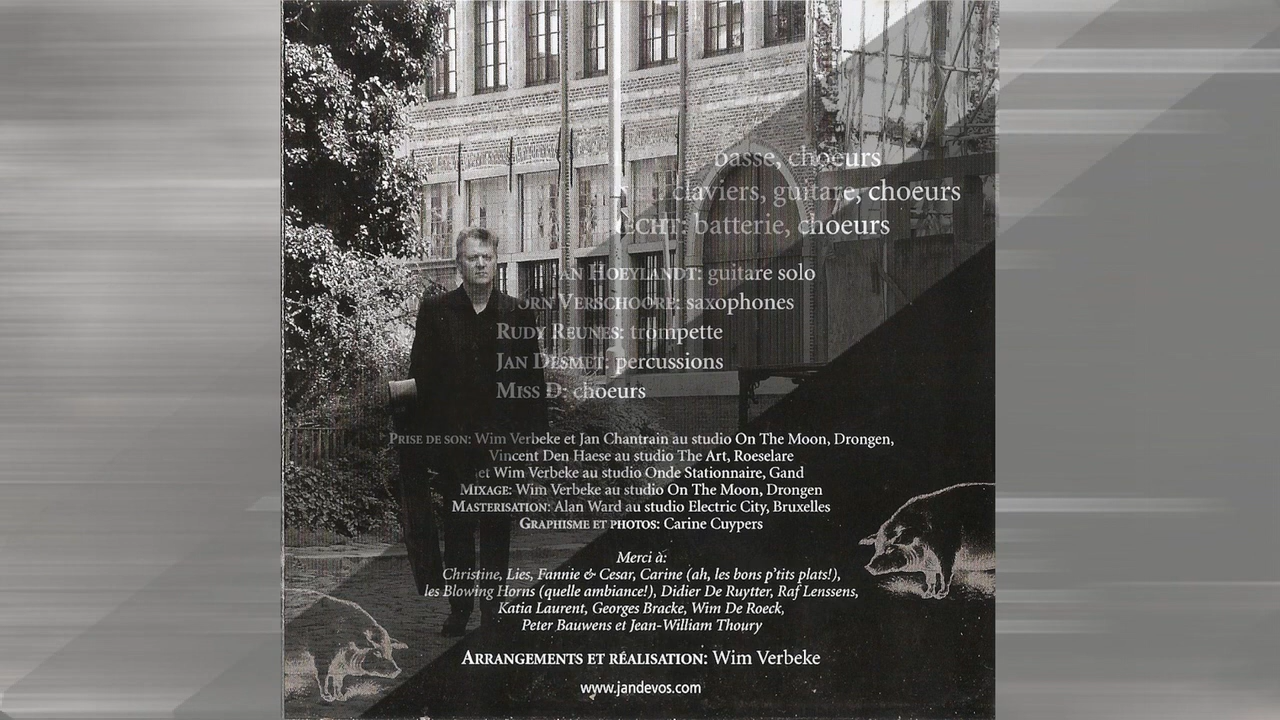 basse, choeurs
claviers, guitare, choeurs
batterie, choeurs
Hoeylandt: guitare solo
Bjorn Verschoore: saxophones
Rudy Reunes: trompette
Jan Desmet: percussions
Miss D: choeurs
Prise de son: Wim Verbeke et Jan Chantrain au studio On The Moon, Drongen,
Vincent Den Haese au studio The Art, Roeselare
et Wim Verbeke au studio Onde Stationnaire, Gand
Mixage: Wim Verbeke au studio On The Moon, Drongen
Masterisation: Alan Ward au studio Electric City, Bruxelles
Graphisme et photos: Carine Cuypers
Merci à:
Christine, Lies, Fannie & Cesar, Carine (ah, les bons p'tits plats!),
les Blowing Horns (quelle ambiance!), Didier De Ruytter, Raf Lenssens,
Katia Laurent, Georges Bracke, Wim De Roeck,
Peter Bauwens et Jean-William Thoury
Arrangements et réalisation: Wim Verbeke
www.jandevos.com